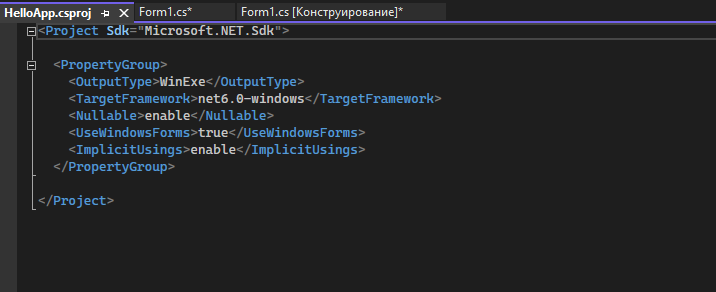 HelloApp.csproj Form1.cs* Form1.cs [Конструирование]*
<Project Sdk="Microsoft.NET.Sdk">
<PropertyGroup>
<OutputType>WinExe</OutputType>
<TargetFramework>net6.0-windows</TargetFramework>
<Nullable>enable</Nullable>
<UseWindowsForms>true</UseWindowsForms>
<ImplicitUsings>enable</ImplicitUsings>
</PropertyGroup>
</Project>